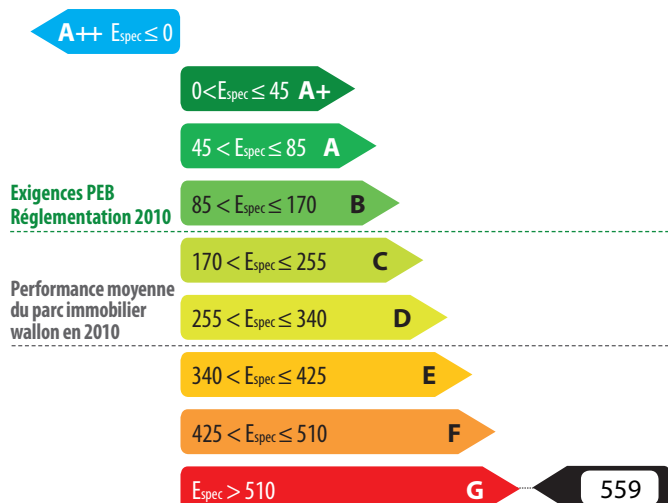 A++ Espec ≤ 0
0<Espec ≤ 45 A+
45 < Espec ≤ 85 A
Exigences PEB
Réglementation 2010
85 < Espec ≤ 170 B
170 < Espec ≤ 255 C
Performance moyenne
du parc immobilier
wallon en 2010
255 < Espec ≤ 340 D
340 < Espec ≤ 425 E
425 < Espec ≤ 510 F
Espec > 510 G
559